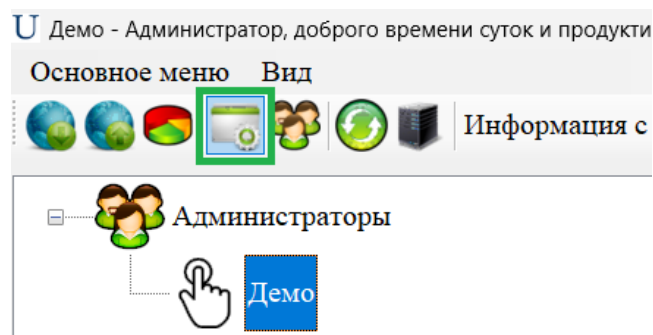 U Демо - Администратор, доброго времени суток и продукти
Основное меню Вид
Информация с
Администраторы
Демо